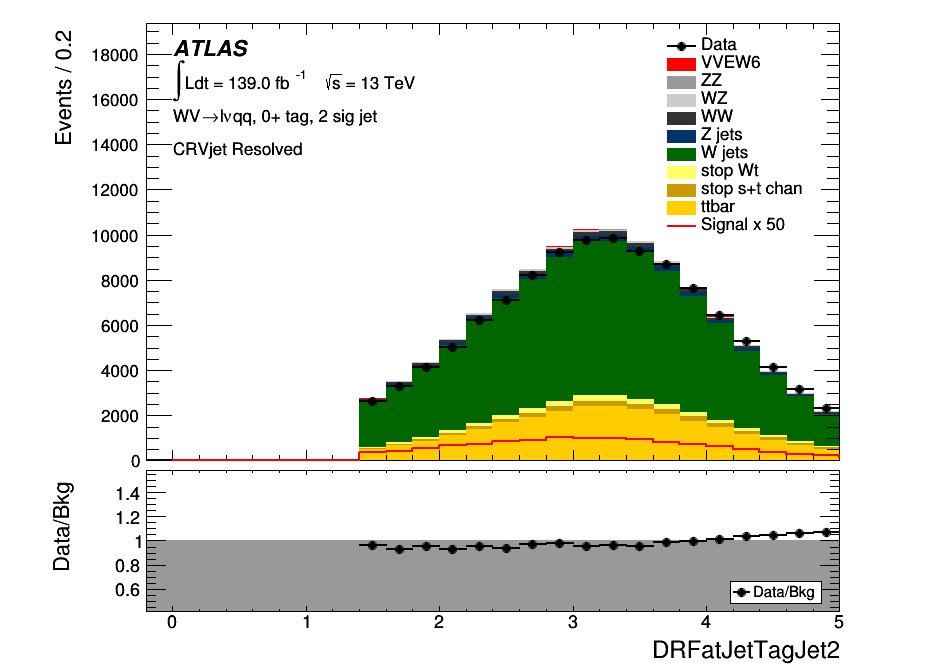 ATLAS
∫Ldt = 139.0 fb⁻¹ √s = 13 TeV
WV→lνqq, 0+ tag, 2 sig jet
CRVjet Resolved
Data
VVEW6
ZZ
WZ
WW
Z jets
W jets
stop Wt
stop s+t chan
ttbar
Signal x 50
Events / 0.2
18000
16000
14000
12000
10000
8000
6000
4000
2000
0
Data/Bkg
1.4
1.2
1
0.8
0.6
Data/Bkg
0 1 2 3 4 5
DRFatJetTagJet2